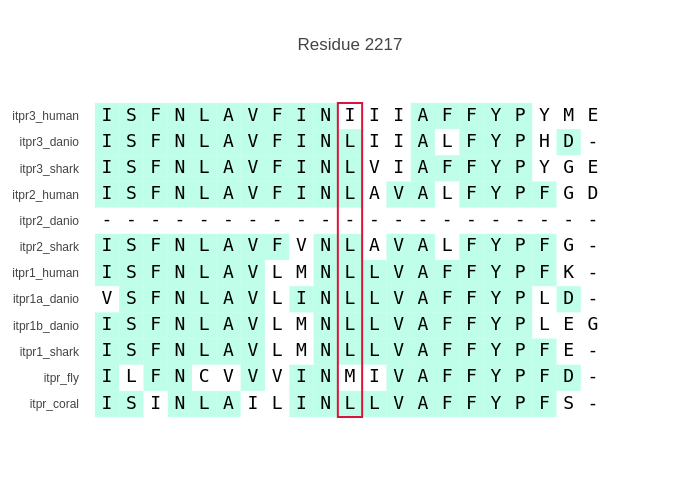 Residue 2217
itpr3_human I S F N L A V F I N I I I A F F Y P Y M E
itpr3_danio I S F N L A V F I N L I I A L F Y P H D -
itpr3_shark I S F N L A V F I N L V I A F F Y P Y G E
itpr2_human I S F N L A V F I N L A V A L F Y P F G D
itpr2_danio - - - - - - - - - - - - - - - - - - - - -
itpr2_shark I S F N L A V F V N L A V A L F Y P F G -
itpr1_human I S F N L A V L M N L L V A F F Y P F K -
itpr1a_danio V S F N L A V L I N L L V A F F Y P L D -
itpr1b_danio I S F N L A V L M N L L V A F F Y P L E G
itpr1_shark I S F N L A V L M N L L V A F F Y P F E -
itpr_fly I L F N C V V V I N M I V A F F Y P F D -
itpr_coral I S I N L A I L I N L L V A F F Y P F S -